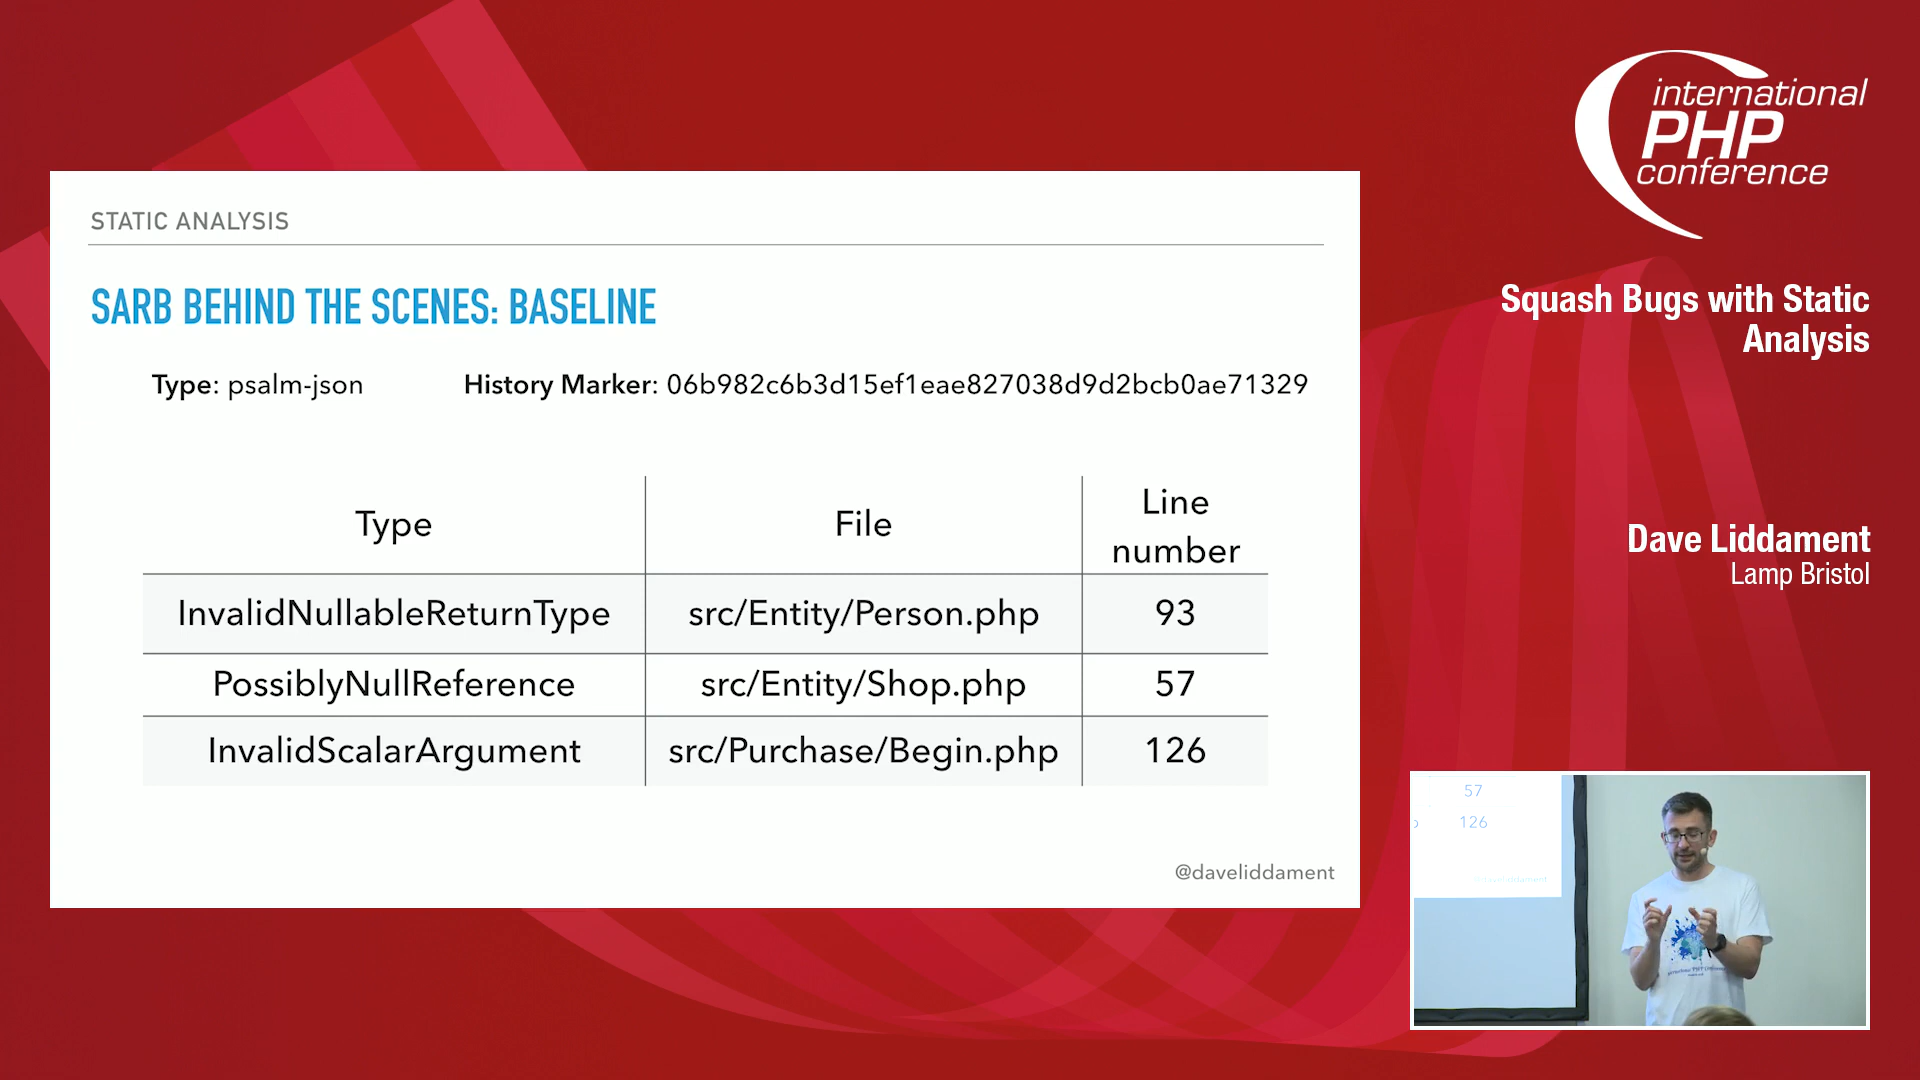 STATIC ANALYSIS
SARB BEHIND THE SCENES: BASELINE
Type: psalm-json History Marker: 06b982c6b3d15ef1eae827038d9d2bcb0ae71329
Type File Line number
InvalidNullableReturnType src/Entity/Person.php 93
PossiblyNullReference src/Entity/Shop.php 57
InvalidScalarArgument src/Purchase/Begin.php 126
@daveliddament
international
PHP
conference
Squash Bugs with Static
Analysis
Dave Liddament
Lamp Bristol
57
126